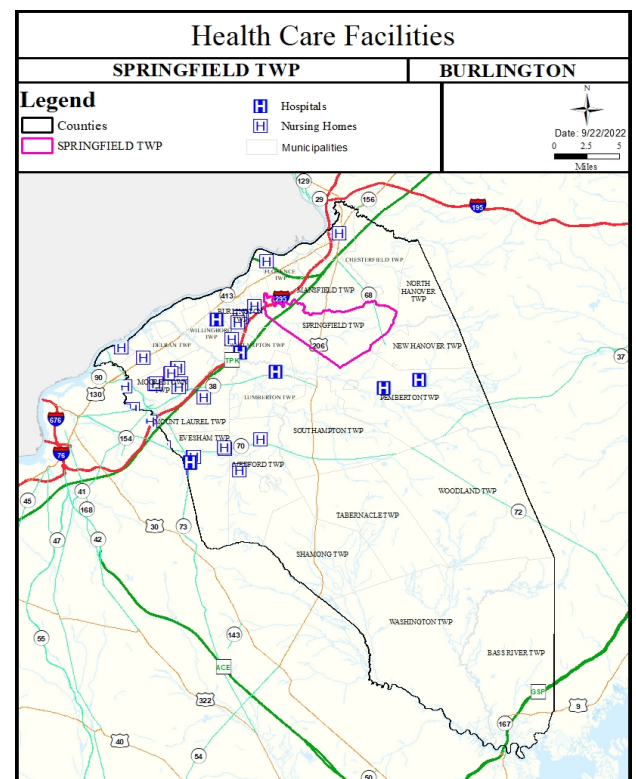 Health Care Facilities
SPRINGFIELD TWP
BURLINGTON
Legend
Counties
SPRINGFIELD TWP
H Hospitals
H Nursing Homes
Municipalities
N
Date: 9/22/2022
0 2.5 5
Miles
129
29
156
195
H
CHESTERFIELD TWP
H
FLORENCE
TWP
NORTH
HANOVER
TWP
MANSFIELD TWP
413
295
68
H
H
H
WILLINGBORO
TWP
SPRINGFIELD TWP
DELRAN TWP
206
NEW HANOVER TWP
H
H
H
H
H
TPK
37
90
130
38
H
H
H
PEMBERTON TWP
LUMBERTON TWP
MOUNT LAUREL TWP
SOUTHAMPTON TWP
676
154
EVESHAM TWP
70
H
H
76
H
H
MEDFORD TWP
H
WOODLAND TWP
45
41
168
30
73
72
TABERNACLE TWP
47
42
SHAMONG TWP
WASHINGTON TWP
143
55
BASS RIVER TWP
ACE
GSP
322
9
167
40
54
50